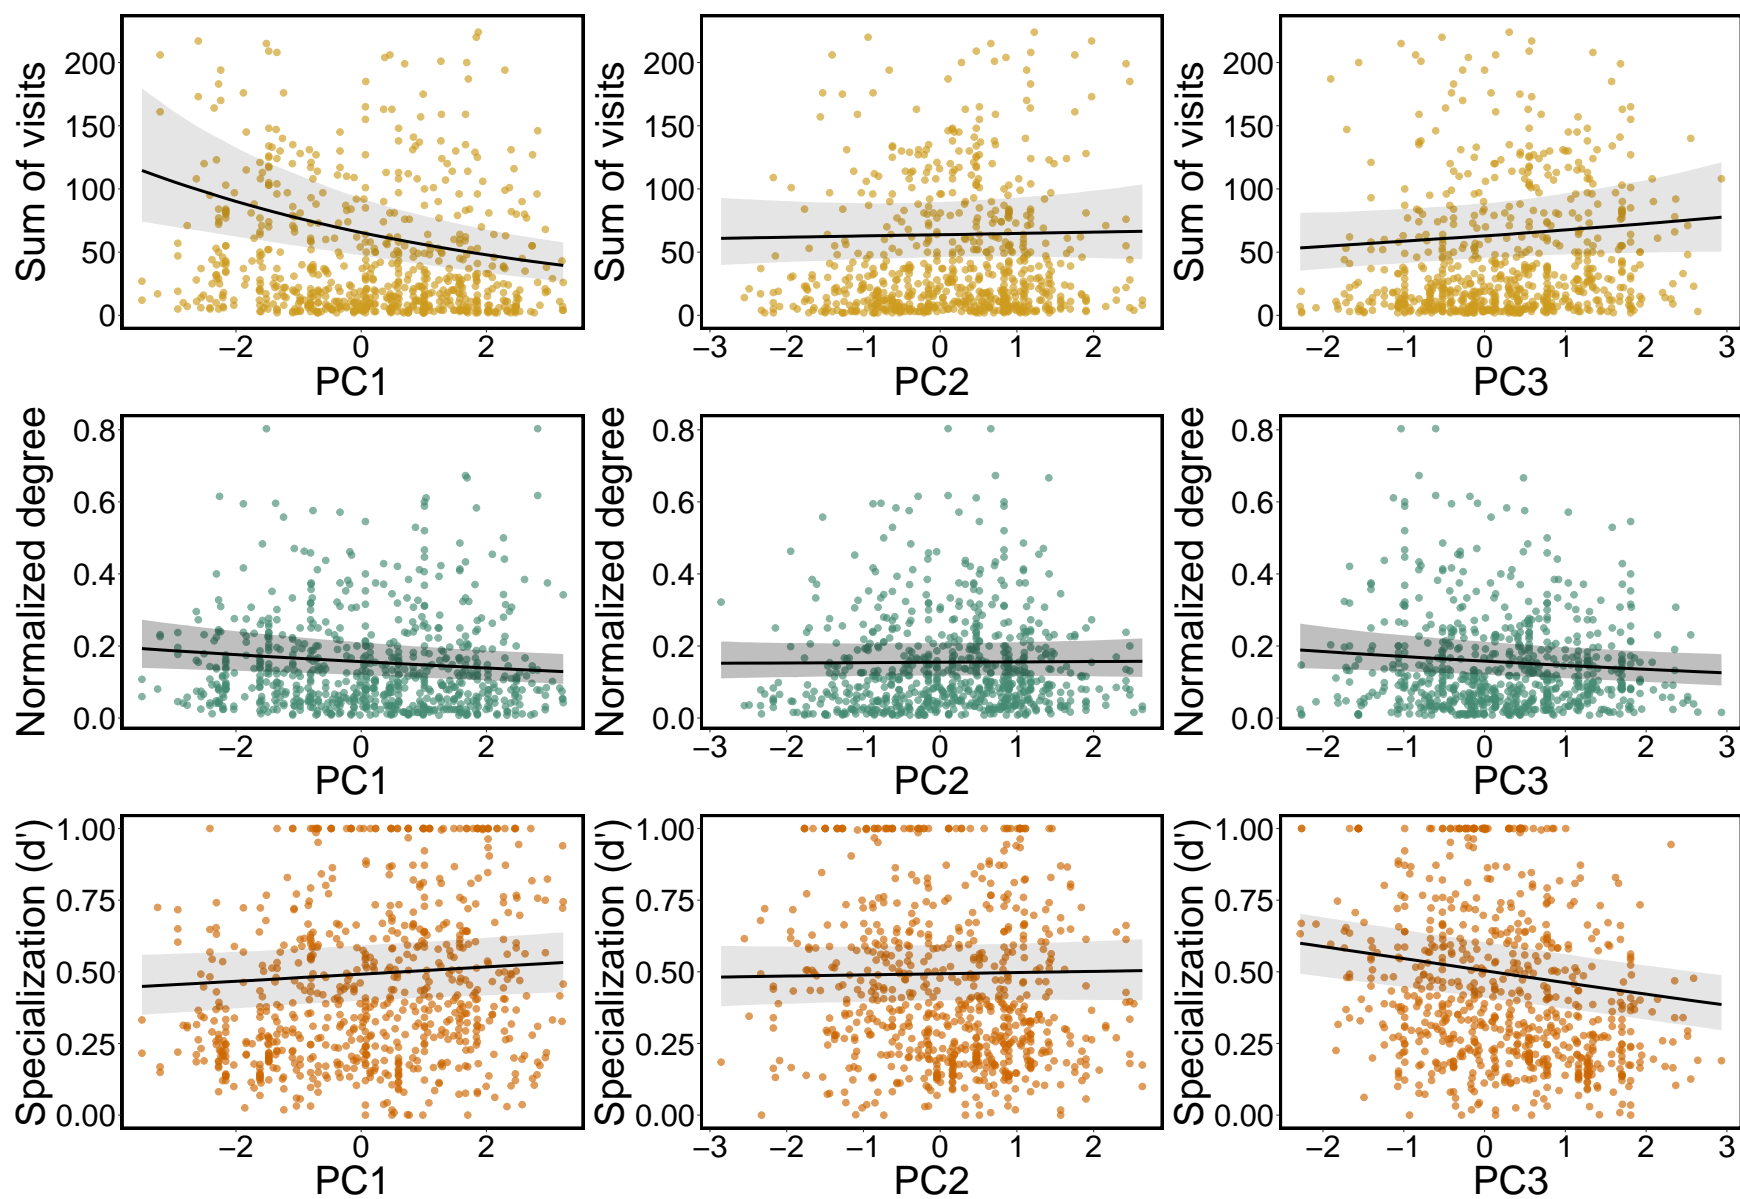 Sum of visits
200
150
100
50
0
−2 0 2
PC1
Sum of visits
200
150
100
50
0
−3 −2 −1 0 1 2
PC2
Sum of visits
200
150
100
50
0
−2 −1 0 1 2 3
PC3
Normalized degree
0.8
0.6
0.4
0.2
0.0
−2 0 2
PC1
Normalized degree
0.8
0.6
0.4
0.2
0.0
−3 −2 −1 0 1 2
PC2
Normalized degree
0.8
0.6
0.4
0.2
0.0
−2 −1 0 1 2 3
PC3
Specialization (d')
1.00
0.75
0.50
0.25
0.00
−2 0 2
PC1
Specialization (d')
1.00
0.75
0.50
0.25
0.00
−3 −2 −1 0 1 2
PC2
Specialization (d')
1.00
0.75
0.50
0.25
0.00
−2 −1 0 1 2 3
PC3